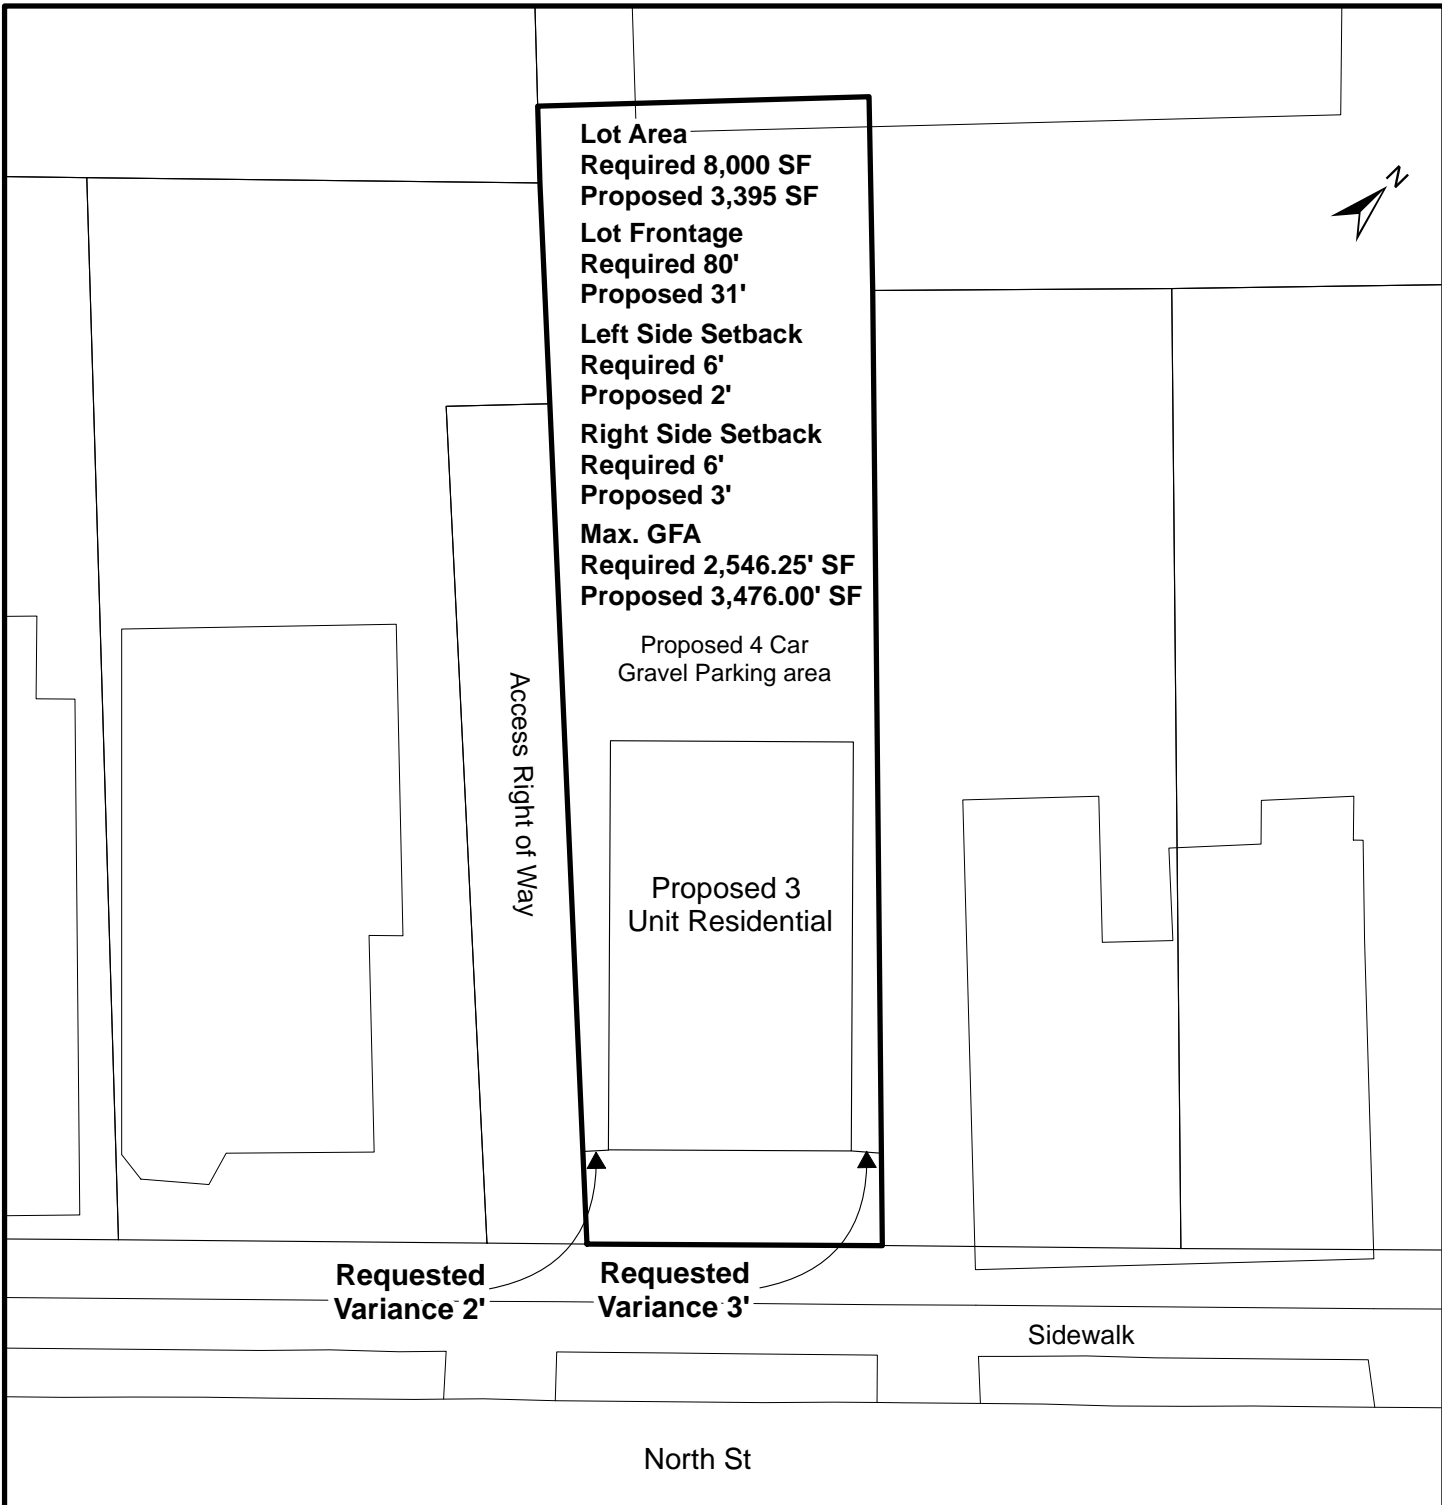 Lot Area
Required 8,000 SF
Proposed 3,395 SF
Lot Frontage
Required 80'
Proposed 31'
Left Side Setback
Required 6'
Proposed 2'
Right Side Setback
Required 6'
Proposed 3'
Max. GFA
Required 2,546.25' SF
Proposed 3,476.00' SF
Proposed 4 Car
Gravel Parking area
N
Access Right of Way
Proposed 3
Unit Residential
Requested
Variance 2'
Requested
Variance 3'
Sidewalk
North St